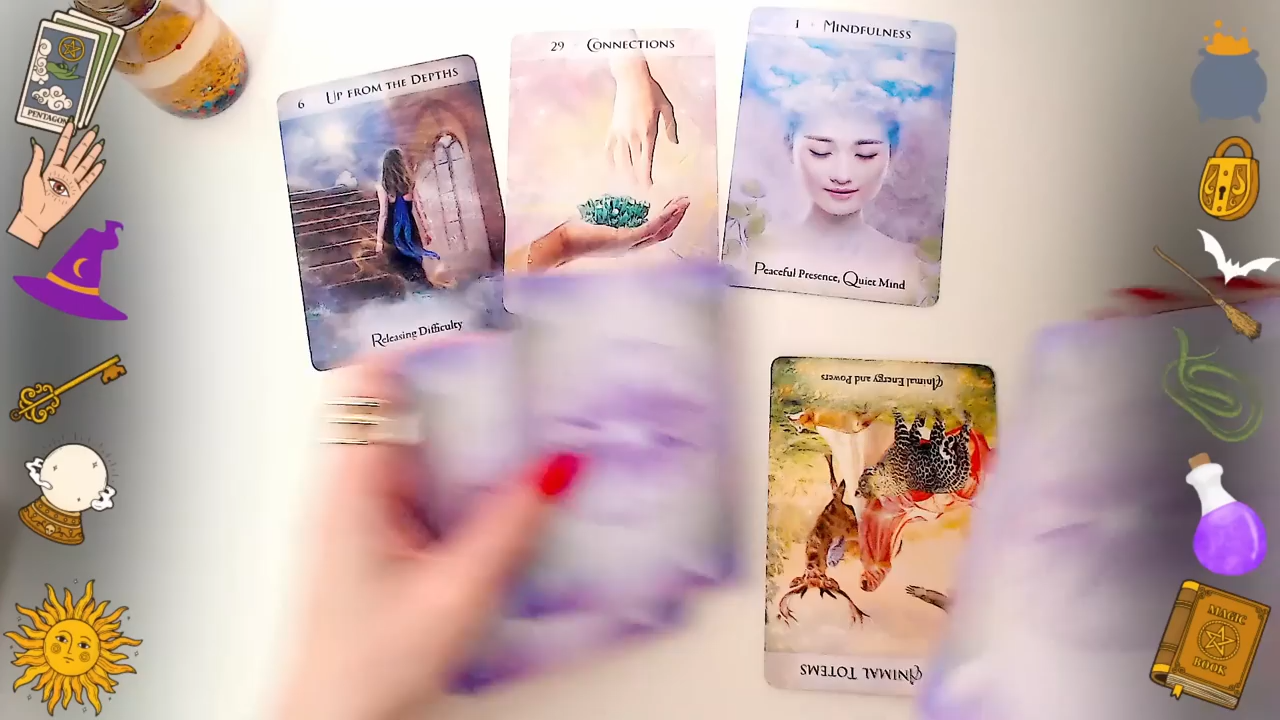 6 UP FROM THE DEPTHS
Releasing Difficulty
29 · CONNECTIONS
1 · MINDFULNESS
Peaceful Presence, Quiet Mind
Animal Energy and Powers
ANIMAL TOTEMS
PENTAGON
MAGIC
BOOK